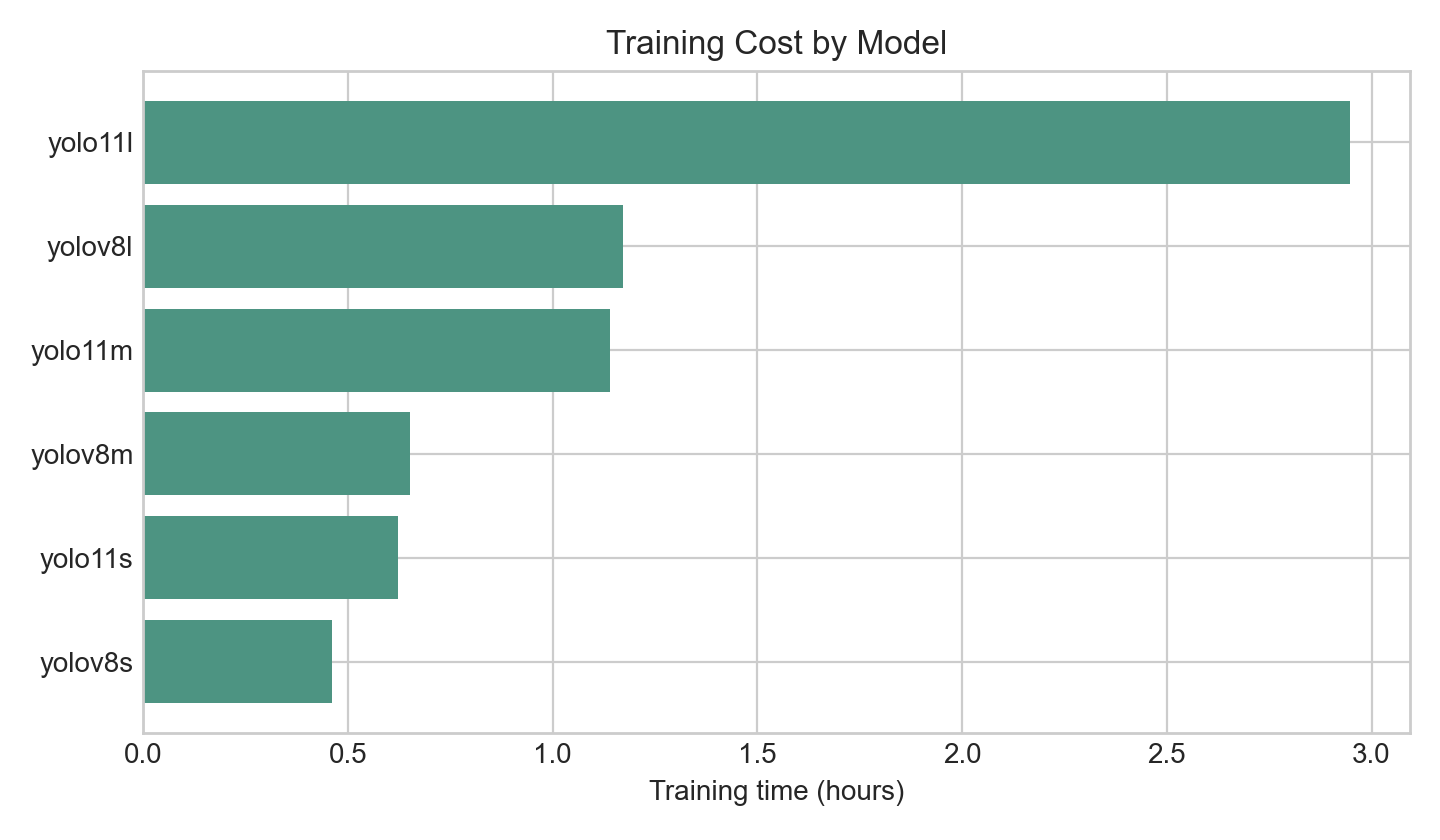 Training Cost by Model
yolo11l
yolov8l
yolo11m
yolov8m
yolo11s
yolov8s
0.0 0.5 1.0 1.5 2.0 2.5 3.0
Training time (hours)